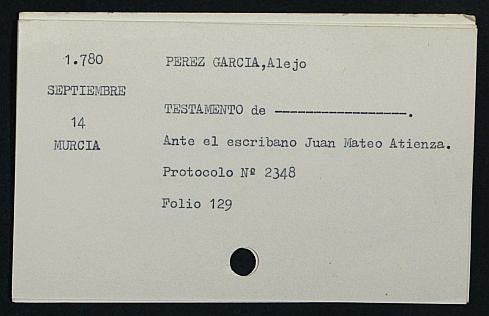 1.780
SEPTIEMBRE
14
MURCIA
PEREZ GARCIA,Alejo
TESTAMENTO de -----------------.
Ante el escribano Juan Mateo Atienza.
Protocolo Nº 2348
Folio 129